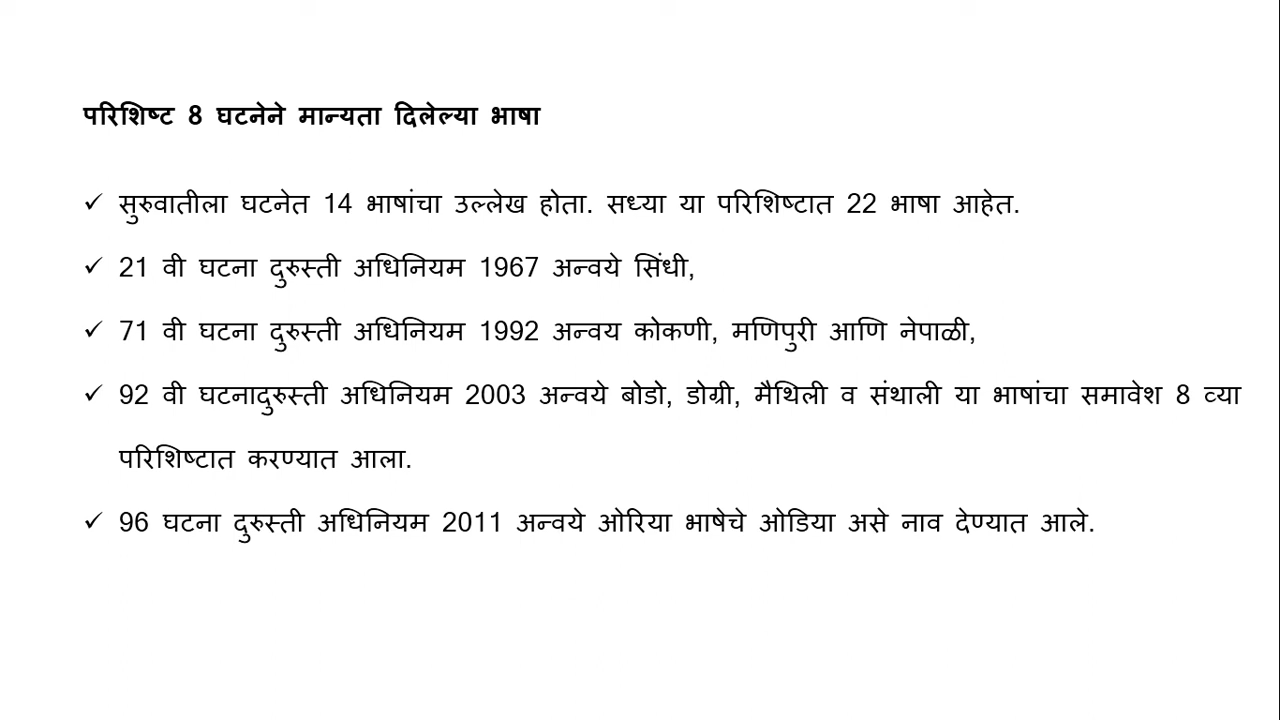 परिशिष्ट 8 घटनेने मान्यता दिलेल्या भाषा
✓ सुरुवातीला घटनेत 14 भाषांचा उल्लेख होता. सध्या या परिशिष्टात 22 भाषा आहेत.
✓ 21 वी घटना दुरुस्ती अधिनियम 1967 अन्वये सिंधी,
✓ 71 वी घटना दुरुस्ती अधिनियम 1992 अन्वय कोकणी, मणिपुरी आणि नेपाळी,
✓ 92 वी घटनादुरुस्ती अधिनियम 2003 अन्वये बोडो, डोग्री, मैथिली व संथाली या भाषांचा समावेश 8 व्या
परिशिष्टात करण्यात आला.
✓ 96 घटना दुरुस्ती अधिनियम 2011 अन्वये ओरिया भाषेचे ओडिया असे नाव देण्यात आले.